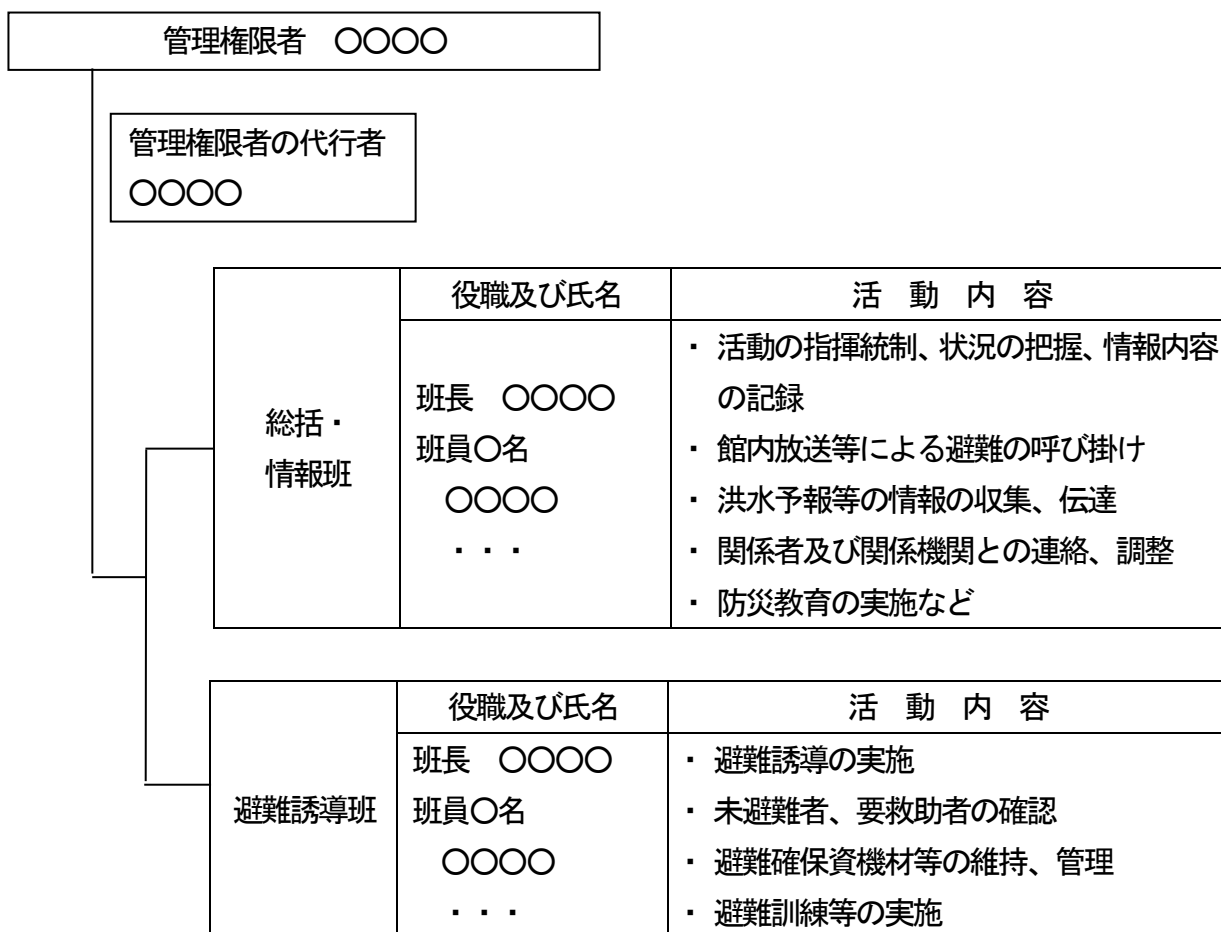 管理権限者　〇〇〇〇
管理権限者の代行者
〇〇〇〇
役職及び氏名
活　動　内　容
総括・
情報班
班長　〇〇〇〇
班員〇名
〇〇〇〇
・・・
・ 活動の指揮統制、状況の把握、情報内容
の記録
・ 館内放送等による避難の呼び掛け
・ 洪水予報等の情報の収集、伝達
・ 関係者及び関係機関との連絡、調整
・ 防災教育の実施など
役職及び氏名
活　動　内　容
避難誘導班
班長　〇〇〇〇
班員〇名
〇〇〇〇
・・・
・ 避難誘導の実施
・ 未避難者、要救助者の確認
・ 避難確保資機材等の維持、管理
・ 避難訓練等の実施